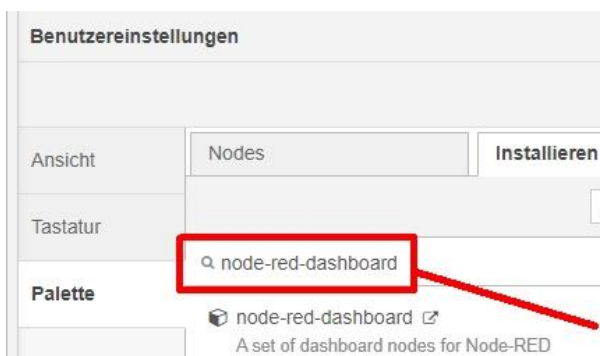 Benutzereinstellungen
Ansicht
Nodes
Installieren
Tastatur
node-red-dashboard
Palette
node-red-dashboard
A set of dashboard nodes for Node-RED